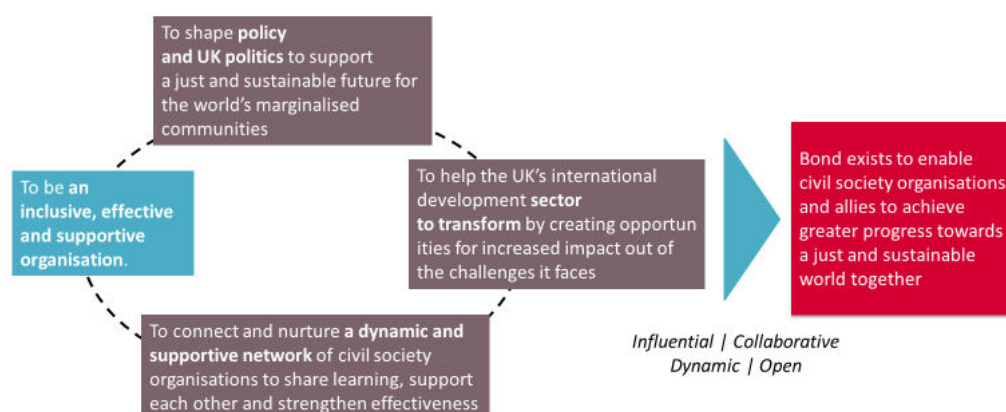 To shape policy
and UK politics to support
a just and sustainable future for
the world's marginalised
communities
To be an
inclusive, effective
and supportive
organisation.
To help the UK's international
development sector
to transform by creating opportun
ities for increased impact out of
the challenges it faces
To connect and nurture a dynamic and
supportive network of civil society
organisations to share learning, support
each other and strengthen effectiveness
Bond exists to enable
civil society organisations
and allies to achieve
greater progress towards
a just and sustainable
world together
Influential | Collaborative
Dynamic | Open